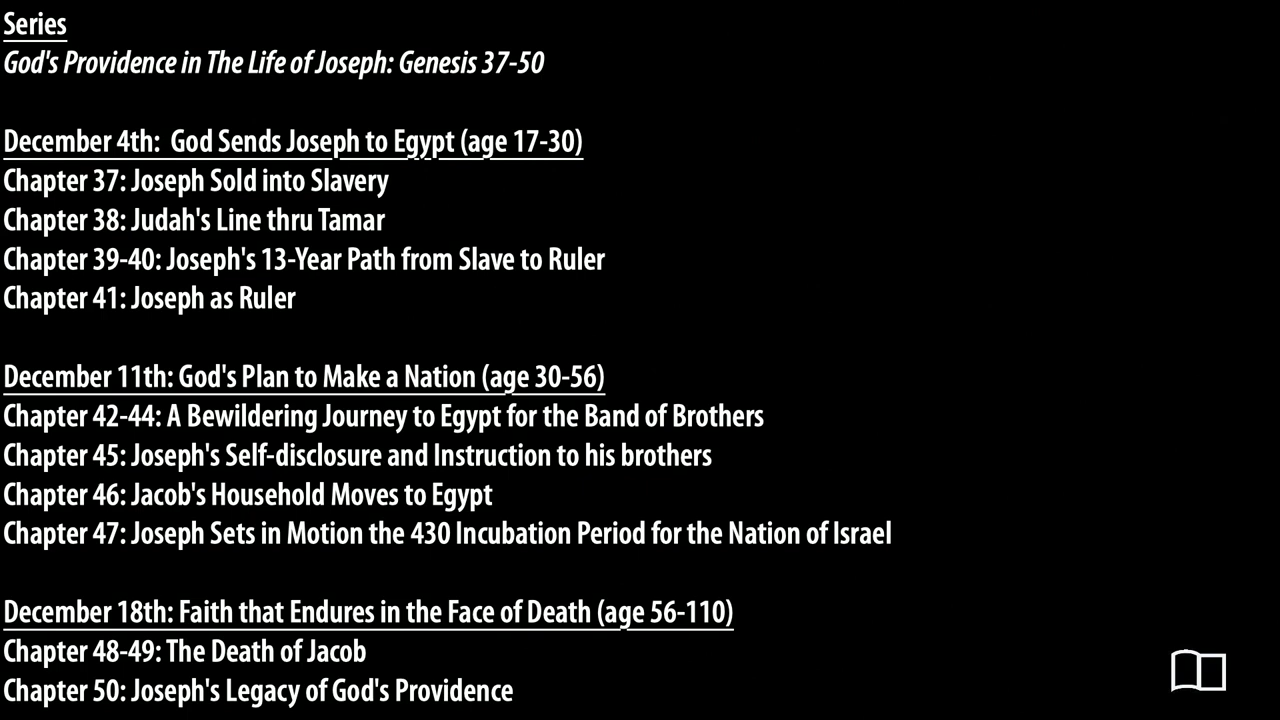 Series
God's Providence in The Life of Joseph: Genesis 37-50
December 4th:  God Sends Joseph to Egypt (age 17-30)
Chapter 37: Joseph Sold into Slavery
Chapter 38: Judah's Line thru Tamar
Chapter 39-40: Joseph's 13-Year Path from Slave to Ruler
Chapter 41: Joseph as Ruler
December 11th: God's Plan to Make a Nation (age 30-56)
Chapter 42-44: A Bewildering Journey to Egypt for the Band of Brothers
Chapter 45: Joseph's Self-disclosure and Instruction to his brothers
Chapter 46: Jacob's Household Moves to Egypt
Chapter 47: Joseph Sets in Motion the 430 Incubation Period for the Nation of Israel
December 18th: Faith that Endures in the Face of Death (age 56-110)
Chapter 48-49: The Death of Jacob
Chapter 50: Joseph's Legacy of God's Providence